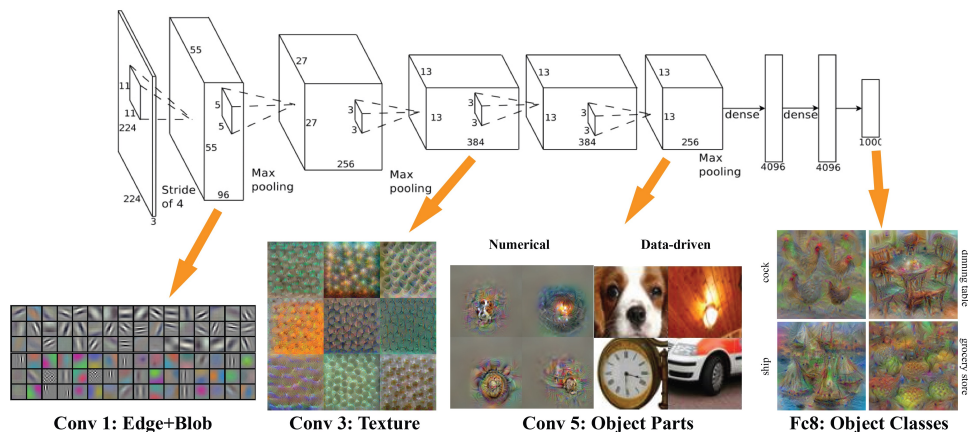 55
27
13
13
13
11
5
3
3
3
11
5
27
3
13
3
13
3
13
dense
dense
224
55
384
384
256
1000
256
Max
pooling
4096
4096
Max
pooling
Max
pooling
96
Stride
of 4
224
3
Numerical
Data-driven
cock
dinning table
ship
grocery store
Conv 1: Edge+Blob
Conv 3: Texture
Conv 5: Object Parts
Fc8: Object Classes